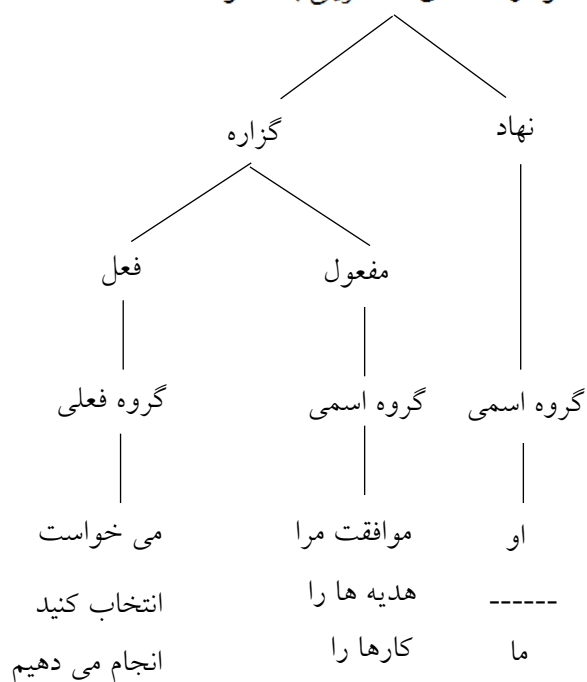 نهاد گزاره
مفعول فعل
گروه اسمی گروه اسمی گروه فعلی
او موافقت مرا می خواست
------ هدیه ها را انتخاب کنید
ما کارها را انجام می دهیم